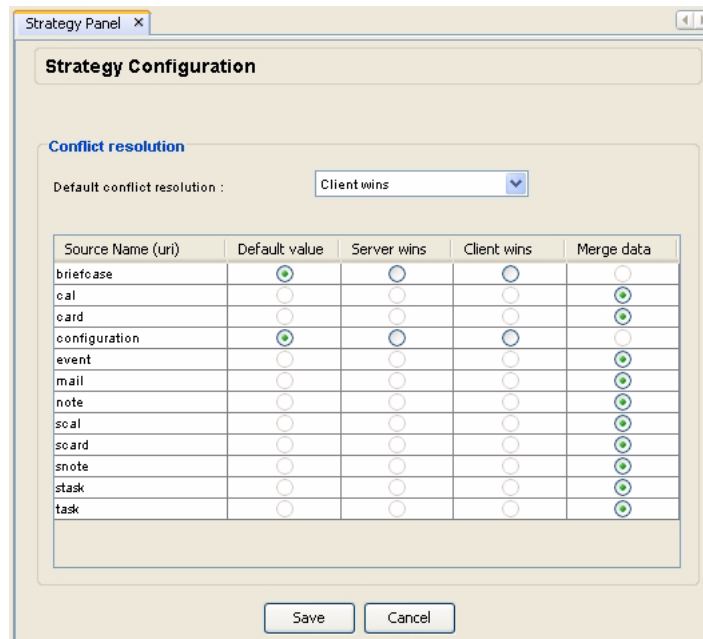 Strategy Panel
Strategy Configuration
Conflict resolution
Default conflict resolution : Client wins
Source Name (uri) Default value Server wins Client wins Merge data
briefcase
cal
card
configuration
event
mail
note
scal
scard
snote
stask
task
Save Cancel